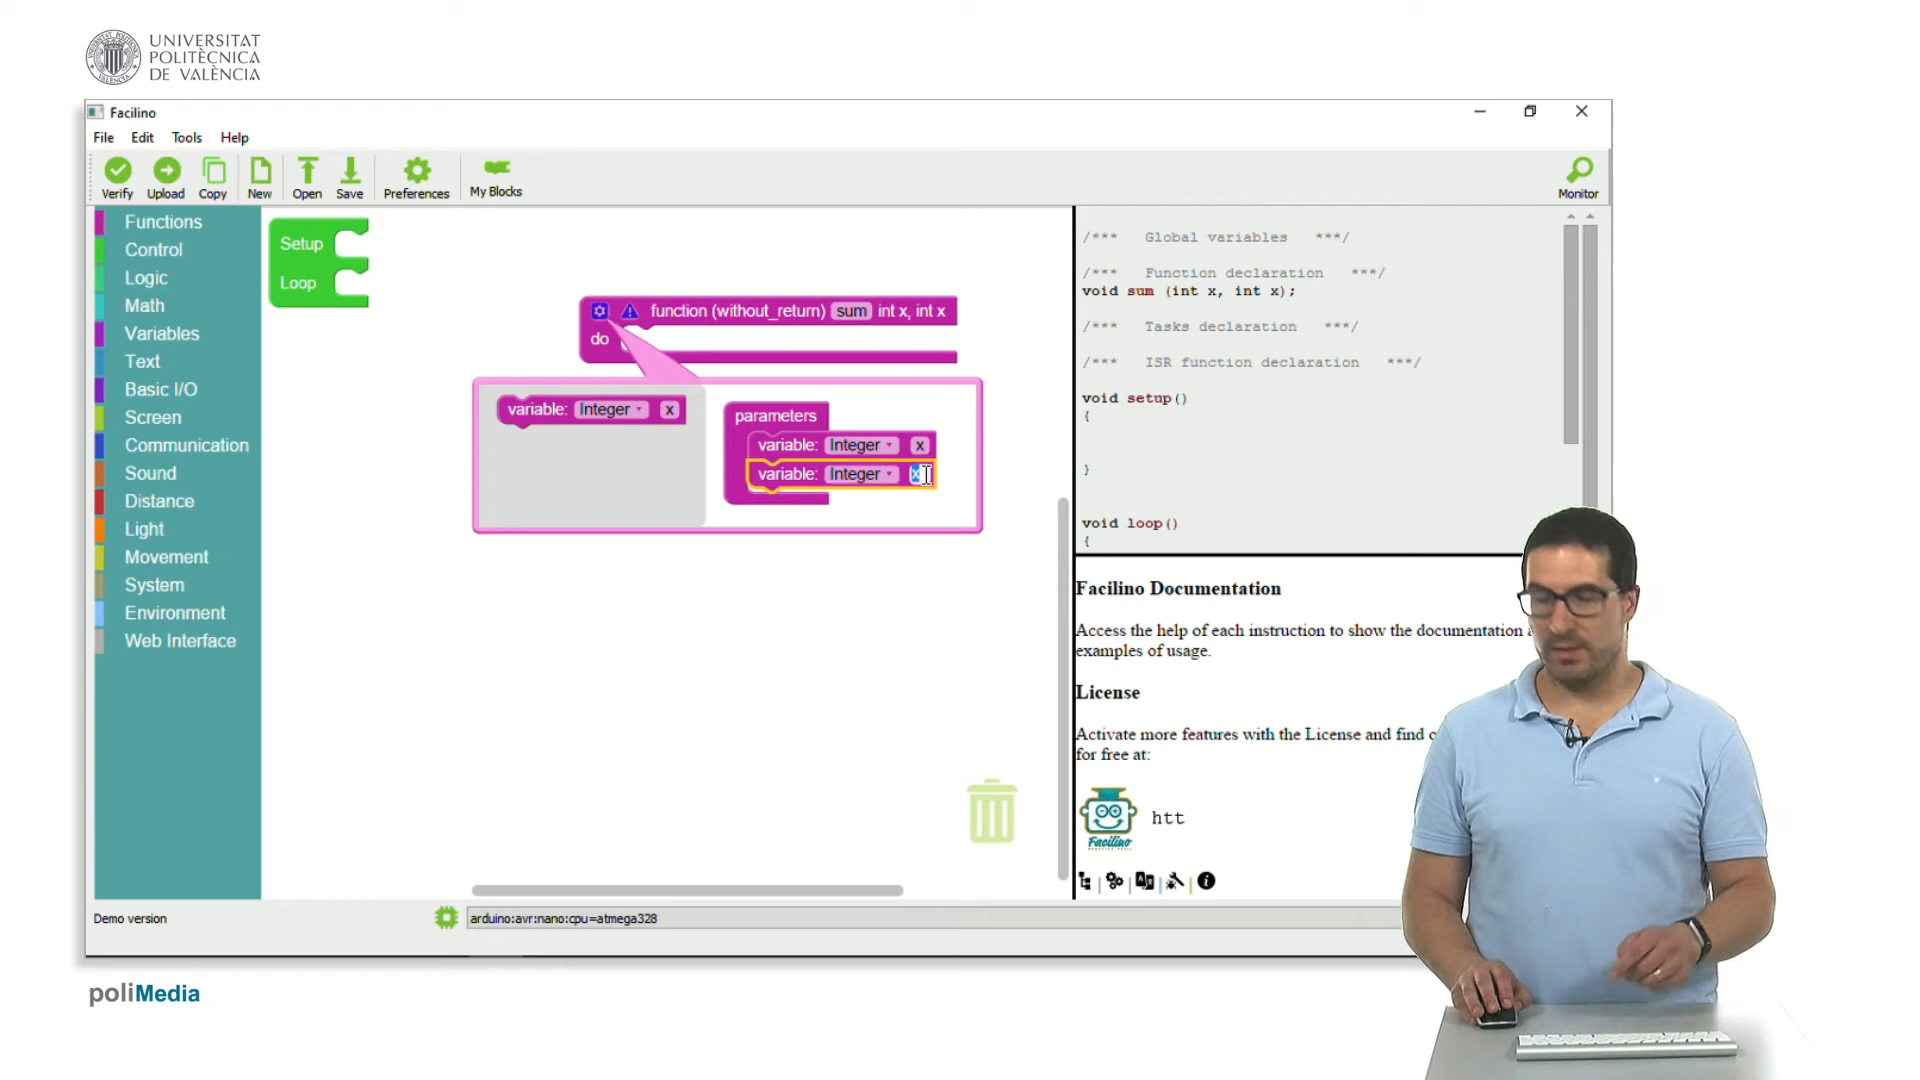 UNIVERSITAT
POLITÈCNICA
DE VALÈNCIA
Facilino
File Edit Tools Help
Verify Upload Copy New Open Save Preferences My Blocks Monitor
Functions
Control
Logic
Math
Variables
Text
Basic I/O
Screen
Communication
Sound
Distance
Light
Movement
System
Environment
Web Interface
Setup
Loop
function (without_return) sum int x, int x
do
variable: Integer x
parameters
variable: Integer x
variable: Integer x
/*** Global variables ***/
/*** Function declaration ***/
void sum (int x, int x);
/*** Tasks declaration ***/
/*** ISR function declaration ***/
void setup()
{
}
void loop()
{
Facilino Documentation
Access the help of each instruction to show the documentation
examples of usage.
License
Activate more features with the License and find
for free at:
Facilino
htt
Demo version
arduino:avr:nano:cpu=atmega328
poliMedia